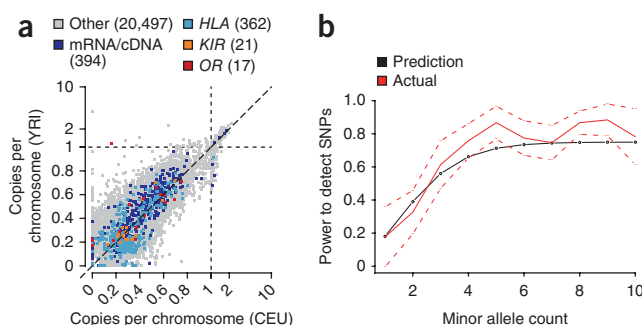 a
Other (20,497)
mRNA/cDNA
(394)
HLA (362)
KIR (21)
OR (17)
Copies per
chromosome (YRI)
10
2
1
0.8
0.6
0.4
0.2
0
0
0.2
0.4
0.6
0.8
1
2
10
Copies per chromosome (CEU)
b
Prediction
Actual
Power to detect SNPs
1.0
0.8
0.6
0.4
0.2
0
2
4
6
8
10
Minor allele count